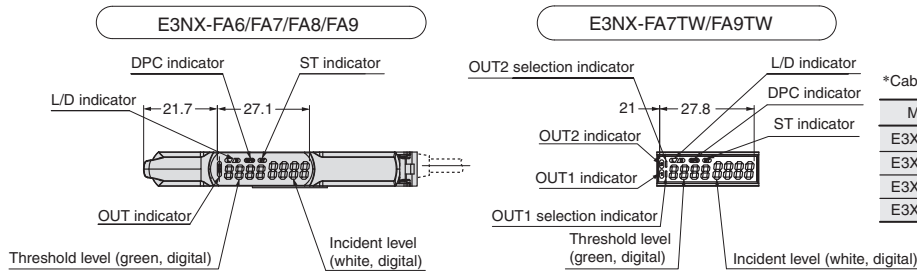 E3NX-FA6/FA7/FA8/FA9
DPC indicator
ST indicator
L/D indicator
21.7
27.1
OUT indicator
Threshold level (green, digital)
Incident level
(white, digital)
E3NX-FA7TW/FA9TW
OUT2 selection indicator
L/D indicator
21
27.8
DPC indicator
ST indicator
OUT2 indicator
OUT1 indicator
OUT1 selection indicator
Threshold level
(green, digital)
Incident level (white, digital)
*Cab
M
E3X
E3X
E3X
E3X